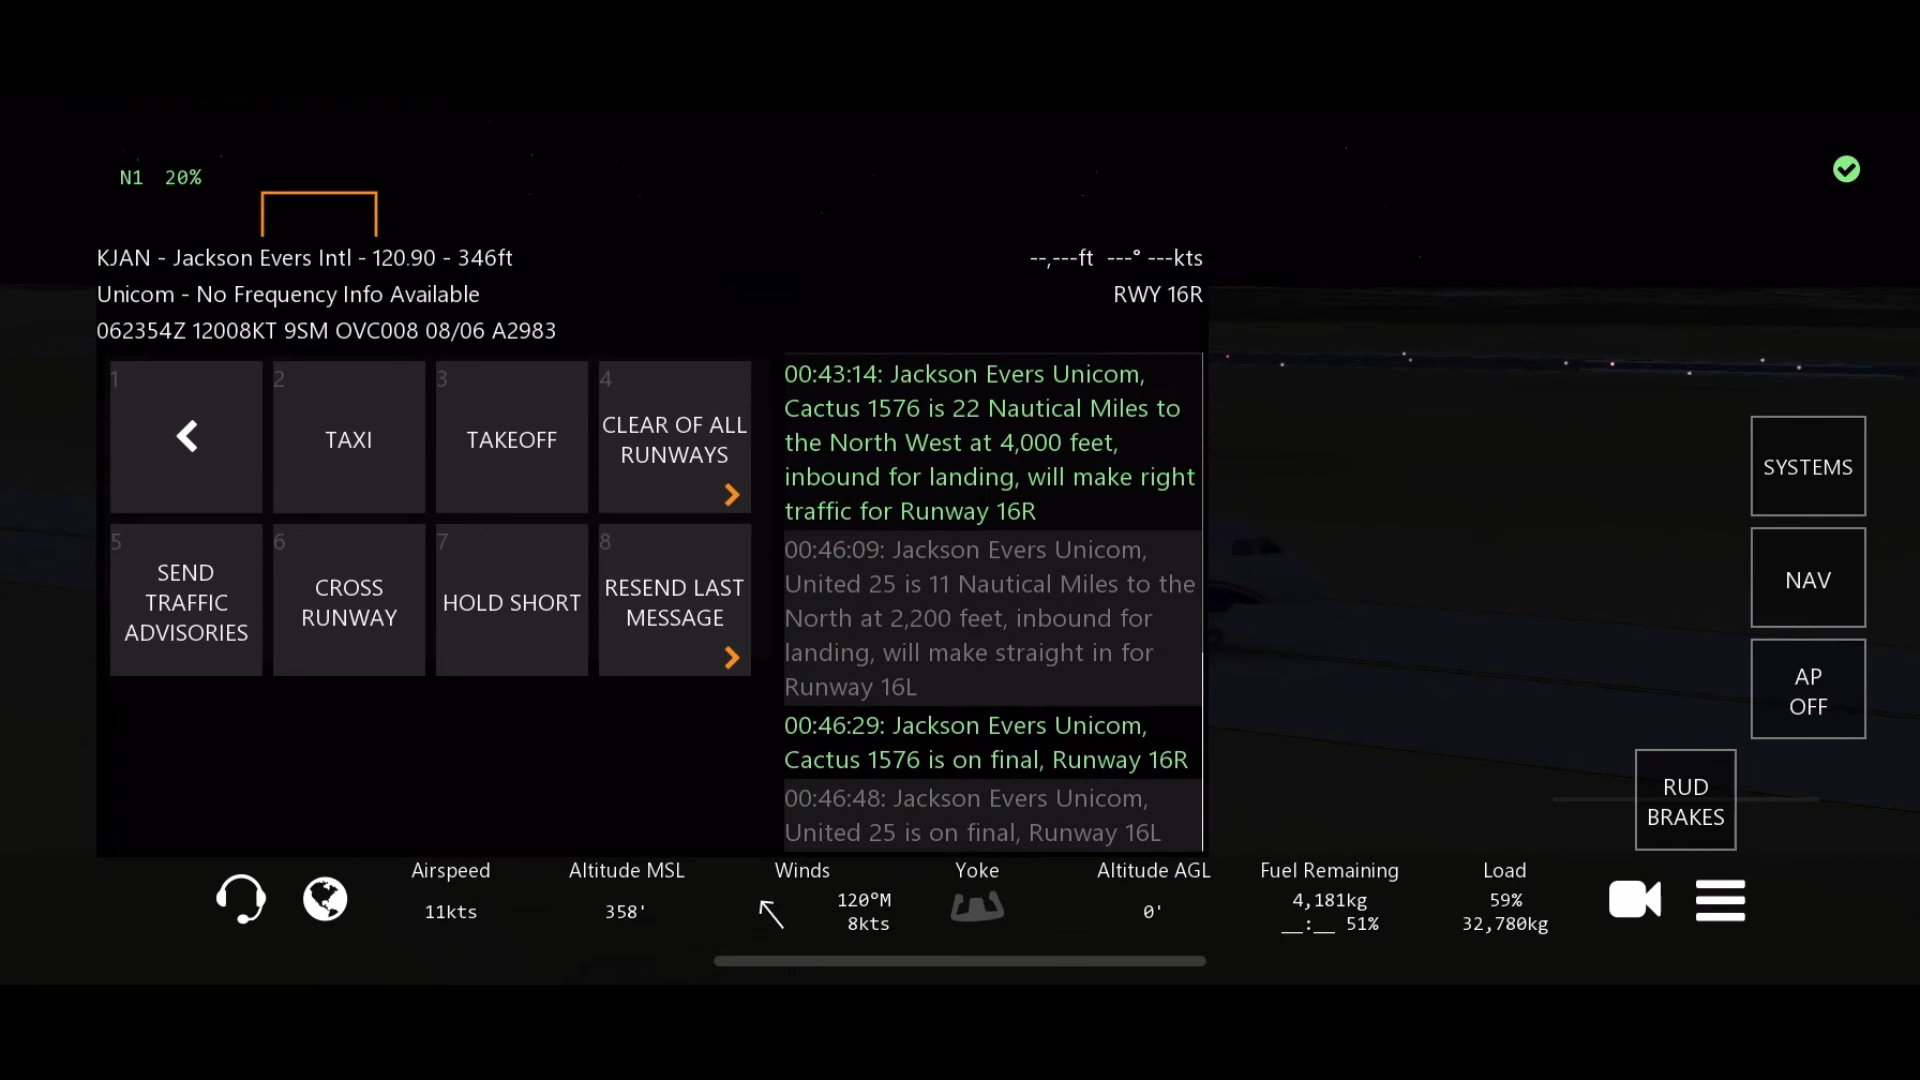 N1 20%
KJAN - Jackson Evers Intl - 120.90 - 346ft
--,---ft ---° ---kts
Unicom - No Frequency Info Available
RWY 16R
062354Z 12008KT 9SM OVC008 08/06 A2983
1
2
TAXI
3
TAKEOFF
4
CLEAR OF ALL
RUNWAYS
5
SEND
TRAFFIC
ADVISORIES
6
CROSS
RUNWAY
7
HOLD SHORT
8
RESEND LAST
MESSAGE
00:43:14: Jackson Evers Unicom,
Cactus 1576 is 22 Nautical Miles to
the North West at 4,000 feet,
inbound for landing, will make right
traffic for Runway 16R
00:46:09: Jackson Evers Unicom,
United 25 is 11 Nautical Miles to the
North at 2,200 feet, inbound for
landing, will make straight in for
Runway 16L
00:46:29: Jackson Evers Unicom,
Cactus 1576 is on final, Runway 16R
00:46:48: Jackson Evers Unicom,
United 25 is on final, Runway 16L
SYSTEMS
NAV
AP
OFF
RUD
BRAKES
Airspeed
11kts
Altitude MSL
358'
Winds
120°M
8kts
Yoke
Altitude AGL
0'
Fuel Remaining
4,181kg
__:__ 51%
Load
59%
32,780kg